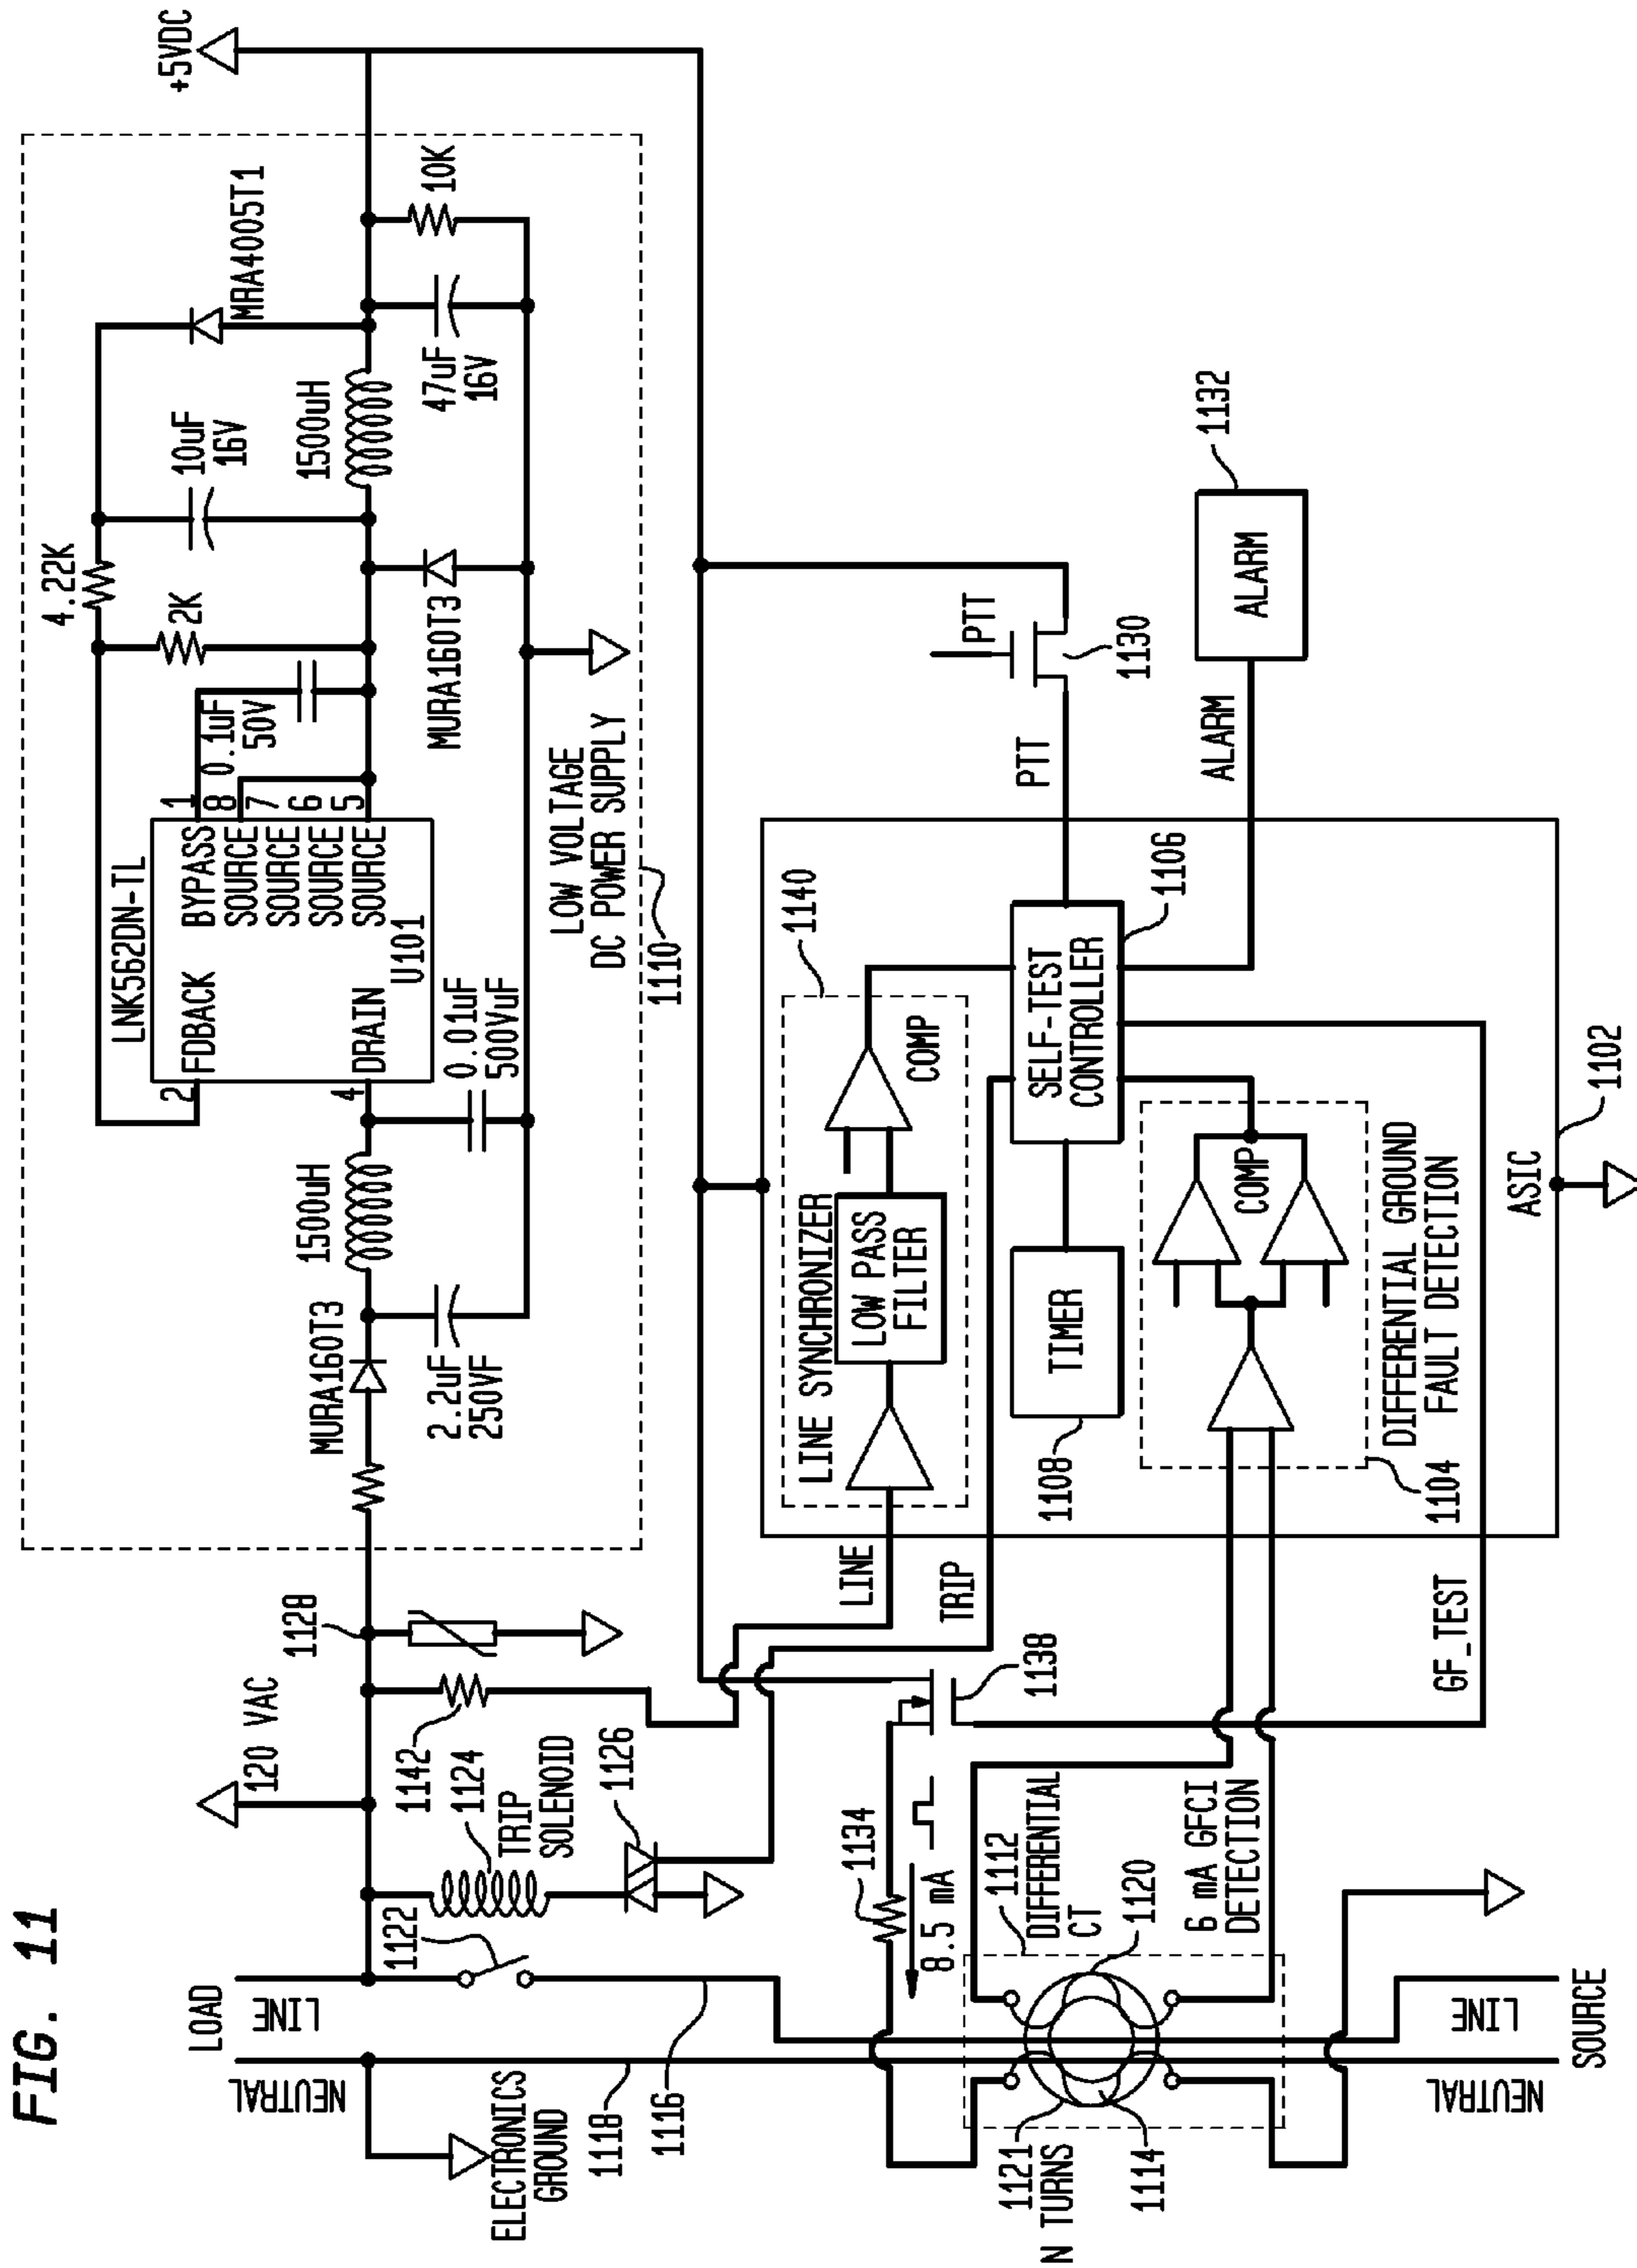 FIG. 11
LOAD
NEUTRAL
LINE
ELECTRONICS
GROUND
1118
1116
1122
120 VAC
1128
1142
1124
TRIP
SOLENOID
1126
MURA160T3
2.2uF
250VF
1500uH
LNK562DN-TL
2
FDBACK
4
DRAIN
U101
BYPASS
SOURCE
SOURCE
SOURCE
SOURCE
1
8
7
6
5
0.01uF
500VuF
0.1uF
50V
2K
4.22K
10uF
16V
1500uH
MRA4005T1
MURA160T3
47uF
16V
10K
+5VDC
LOW VOLTAGE
DC POWER SUPPLY
1110
1134
8.5 mA
1138
LINE
TRIP
GF_TEST
1112
DIFFERENTIAL
CT
1120
6 mA GFCI
DETECTION
1121
N TURNS
1114
NEUTRAL
LINE
SOURCE
LINE SYNCHRONIZER
LOW PASS
FILTER
COMP
1140
TIMER
1108
SELF-TEST
CONTROLLER
1106
COMP
DIFFERENTIAL GROUND
FAULT DETECTION
1104
ASIC
1102
PTT
PTT
1130
ALARM
ALARM
1132